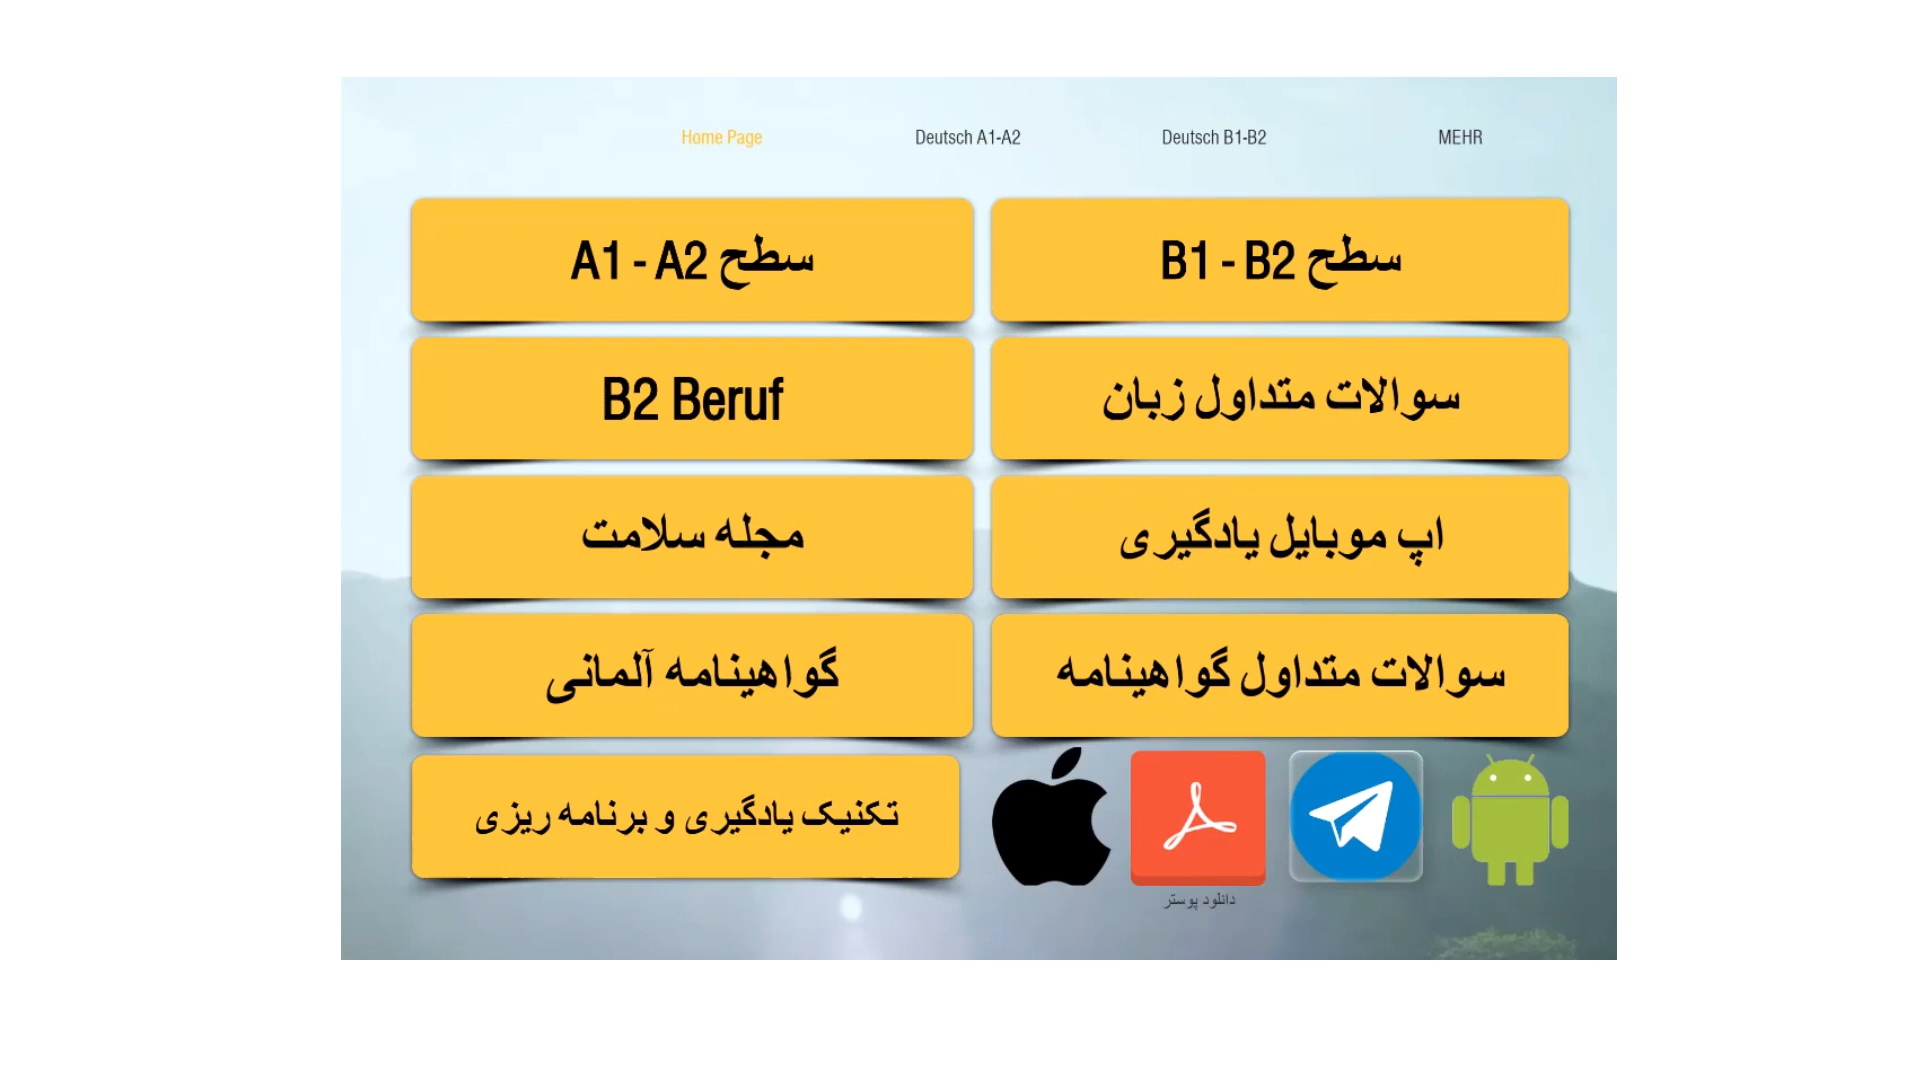 Home Page
Deutsch A1-A2
Deutsch B1-B2
MEHR
سطح A1 - A2
سطح B1 - B2
B2 Beruf
سوالات متداول زبان
مجله سلامت
اپ موبایل یادگیری
گواهینامه آلمانی
سوالات متداول گواهینامه
تکنیک یادگیری و برنامه ریزی
دانلود پوستر